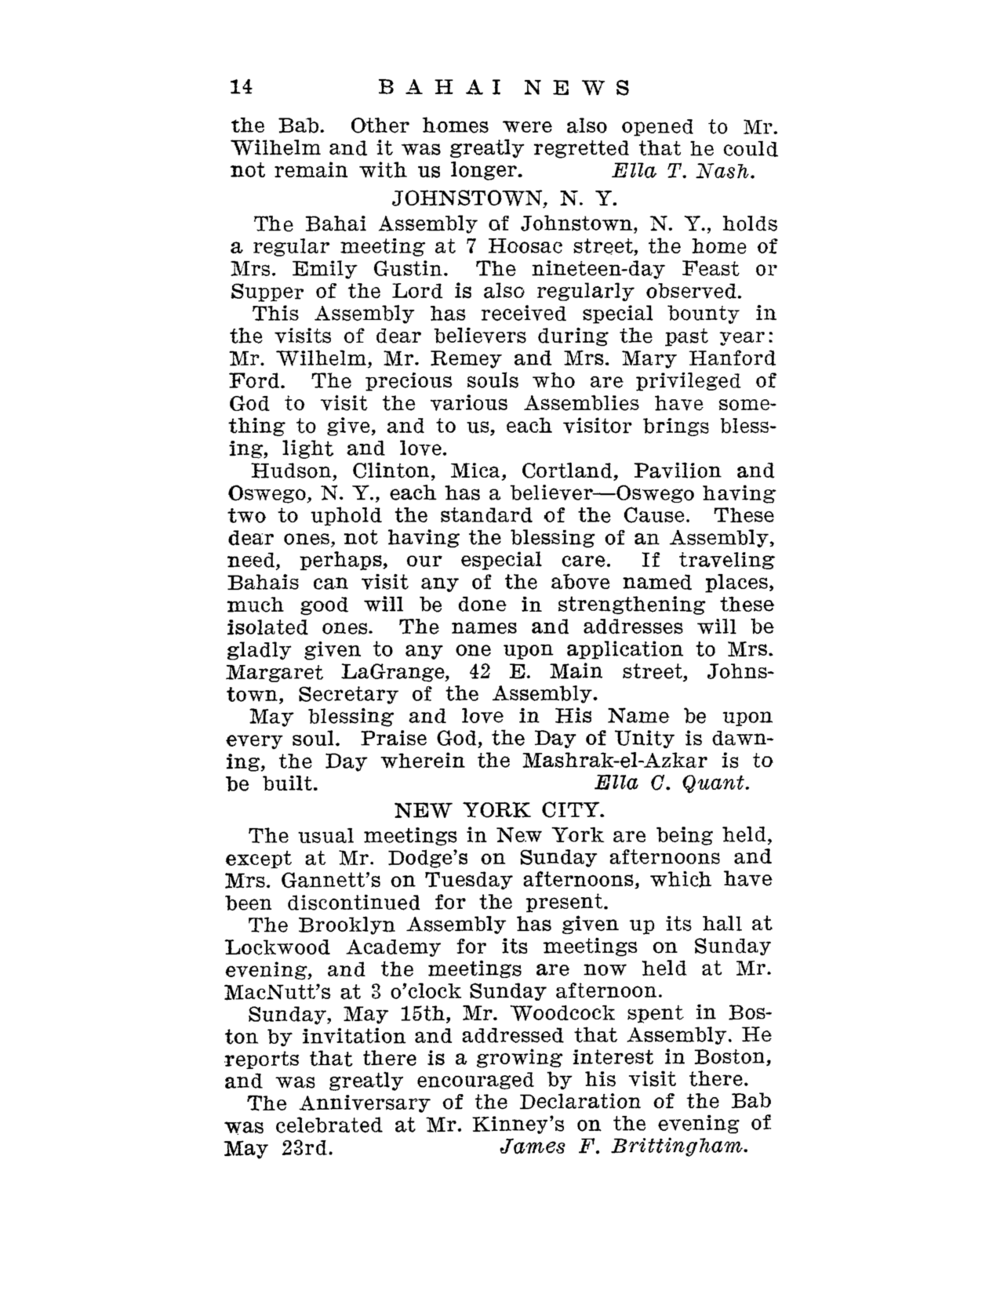 14 BAHAI NEWS
the Bab. Other homes were also opened to Mr.
Wilhelm and it was greatly regretted that he could
not remain with us longer. Ella T. Nash.
JOHNSTOWN, N. Y.
The Bahai Assembly of Johnstown, N. Y., holds
a regular meeting at 7 Hoosac street, the home of
Mrs. Emily Gustin. The nineteen-day Feast or
Supper of the Lord is also regularly observed.
This Assembly has received special bounty in
the visits of dear believers during the past year:
Mr. Wilhelm, Mr. Remey and Mrs. Mary Hanford
Ford. The precious souls who are privileged of
God to visit the various Assemblies have some-
thing to give, and to us, each visitor brings bless-
ing, light and love.
Hudson, Clinton, Mica, Cortland, Pavilion and
Oswego, N. Y., each has a believer—Oswego having
two to uphold the standard of the Cause. These
dear ones, not having the blessing of an Assembly,
need, perhaps, our especial care. If traveling
Bahais can visit any of the above named places,
much good will be done in strengthening these
isolated ones. The names and addresses will be
gladly given to any one upon application to Mrs.
Margaret LaGrange, 42 E. Main street, Johns-
town, Secretary of the Assembly.
May blessing and love in His Name be upon
every soul. Praise God, the Day of Unity is dawn-
ing, the Day wherein the Mashrak-el-Azkar is to
be built. Ella C. Quant.
NEW YORK CITY.
The usual meetings in New York are being held,
except at Mr. Dodge's on Sunday afternoons and
Mrs. Gannett's on Tuesday afternoons, which have
been discontinued for the present.
The Brooklyn Assembly has given up its hall at
Lockwood Academy for its meetings on Sunday
evening, and the meetings are now held at Mr.
MacNutt's at 3 o'clock Sunday afternoon.
Sunday, May 15th, Mr. Woodcock spent in Bos-
ton by invitation and addressed that Assembly. He
reports that there is a growing interest in Boston,
and was greatly encouraged by his visit there.
The Anniversary of the Declaration of the Bab
was celebrated at Mr. Kinney's on the evening of
May 23rd. James F. Brittingham.